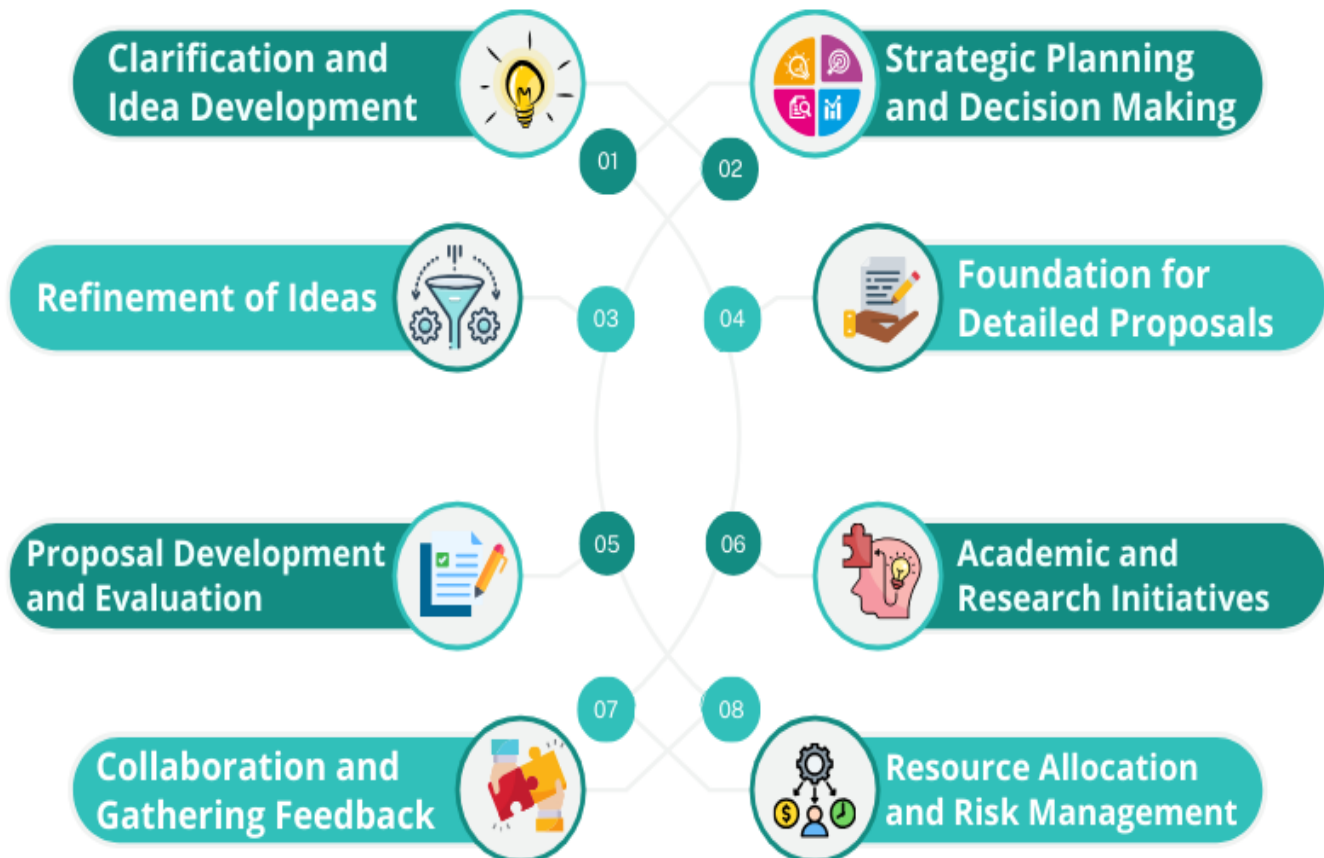 Clarification and
Idea Development
01
02
Strategic Planning
and Decision Making
Refinement of Ideas
03
04
Foundation for
Detailed Proposals
Proposal Development
and Evaluation
05
06
Academic and
Research Initiatives
Collaboration and
Gathering Feedback
07
08
Resource Allocation
and Risk Management